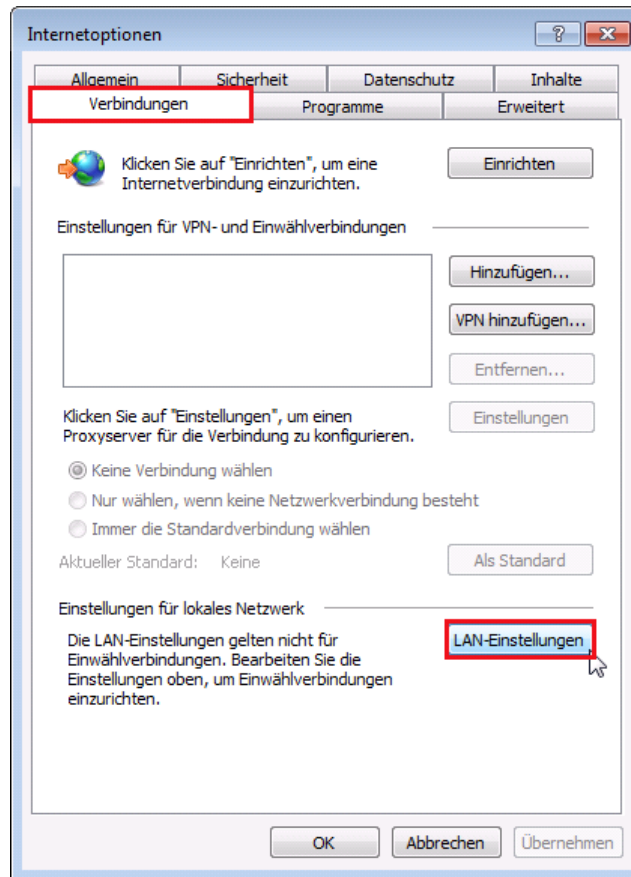 Internetoptionen
Allgemein Sicherheit Datenschutz Inhalte
Verbindungen Programme Erweitert
Klicken Sie auf "Einrichten", um eine
Internetverbindung einzurichten.
Einrichten
Einstellungen für VPN- und Einwählverbindungen
Hinzufügen...
VPN hinzufügen...
Entfernen...
Klicken Sie auf "Einstellungen", um einen
Proxyserver für die Verbindung zu konfigurieren.
Einstellungen
Keine Verbindung wählen
Nur wählen, wenn keine Netzwerkverbindung besteht
Immer die Standardverbindung wählen
Aktueller Standard: Keine Als Standard
Einstellungen für lokales Netzwerk
Die LAN-Einstellungen gelten nicht für
Einwählverbindungen. Bearbeiten Sie die
Einstellungen oben, um Einwählverbindungen
einzurichten.
LAN-Einstellungen
OK Abbrechen Übernehmen